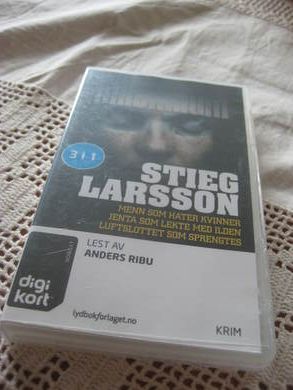 3 i 1
STIEG
LARSSON
MENN SOM HATER KVINNER
JENTA SOM LEKTE MED ILDEN
LUFTSLOTTET SOM SPRENGTES
LEST AV
ANDERS RIBU
digi
kort
lydbokforlaget.no
KRIM